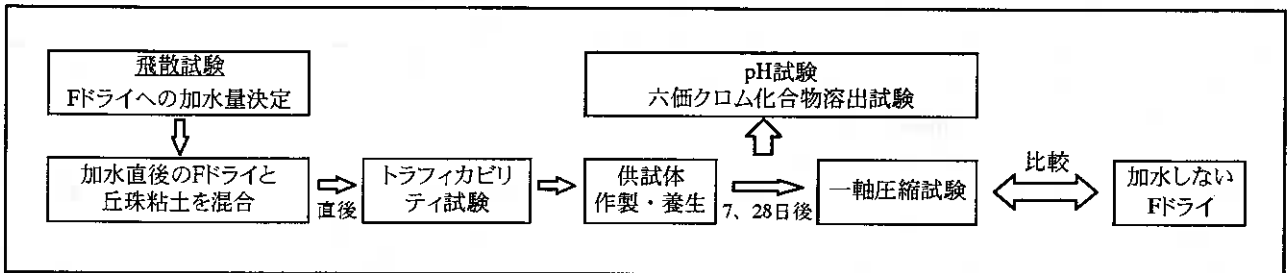 飛散試験
Fドライへの加水量決定
pH試験
六価クロム化合物溶出試験
加水直後のFドライと
丘珠粘土を混合
直後
トラフィカビリ
ティ試験
供試体
作製・養生
7、28日後
一軸圧縮試験
比較
加水しない
Fドライ